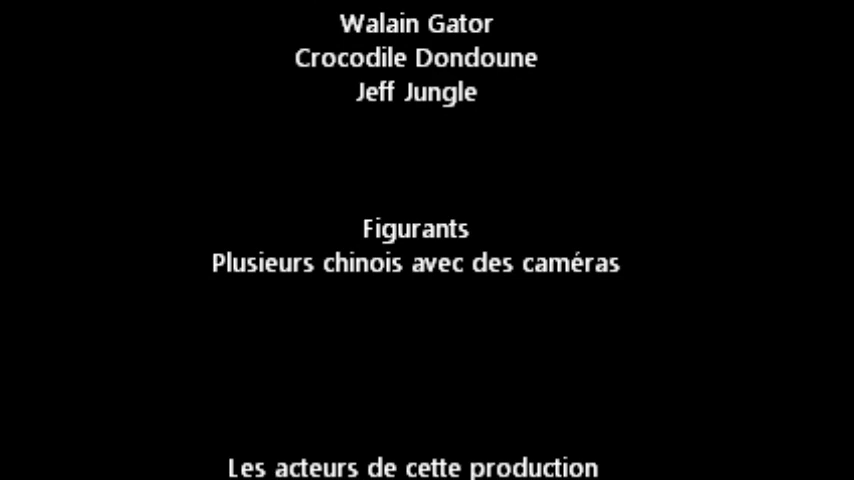 Walain Gator
Crocodile Dondoune
Jeff Jungle
Figurants
Plusieurs chinois avec des caméras
Les acteurs de cette production